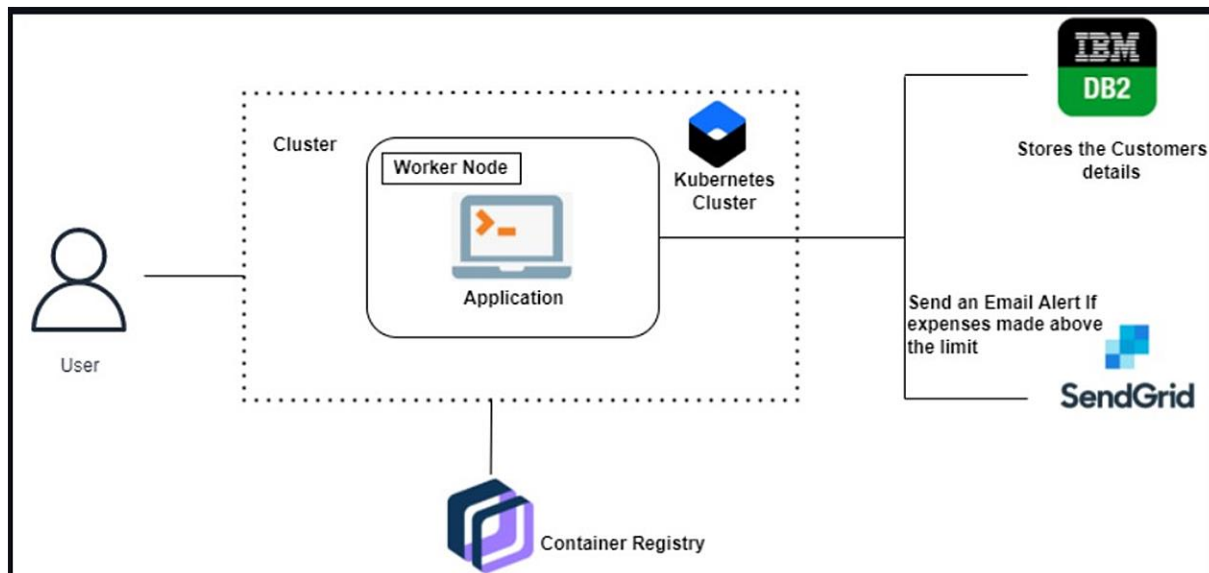 Cluster
Worker Node
Application
Kubernetes
Cluster
User
IBM
DB2
Stores the Customers
details
Send an Email Alert If
expenses made above
the limit
SendGrid
Container Registry